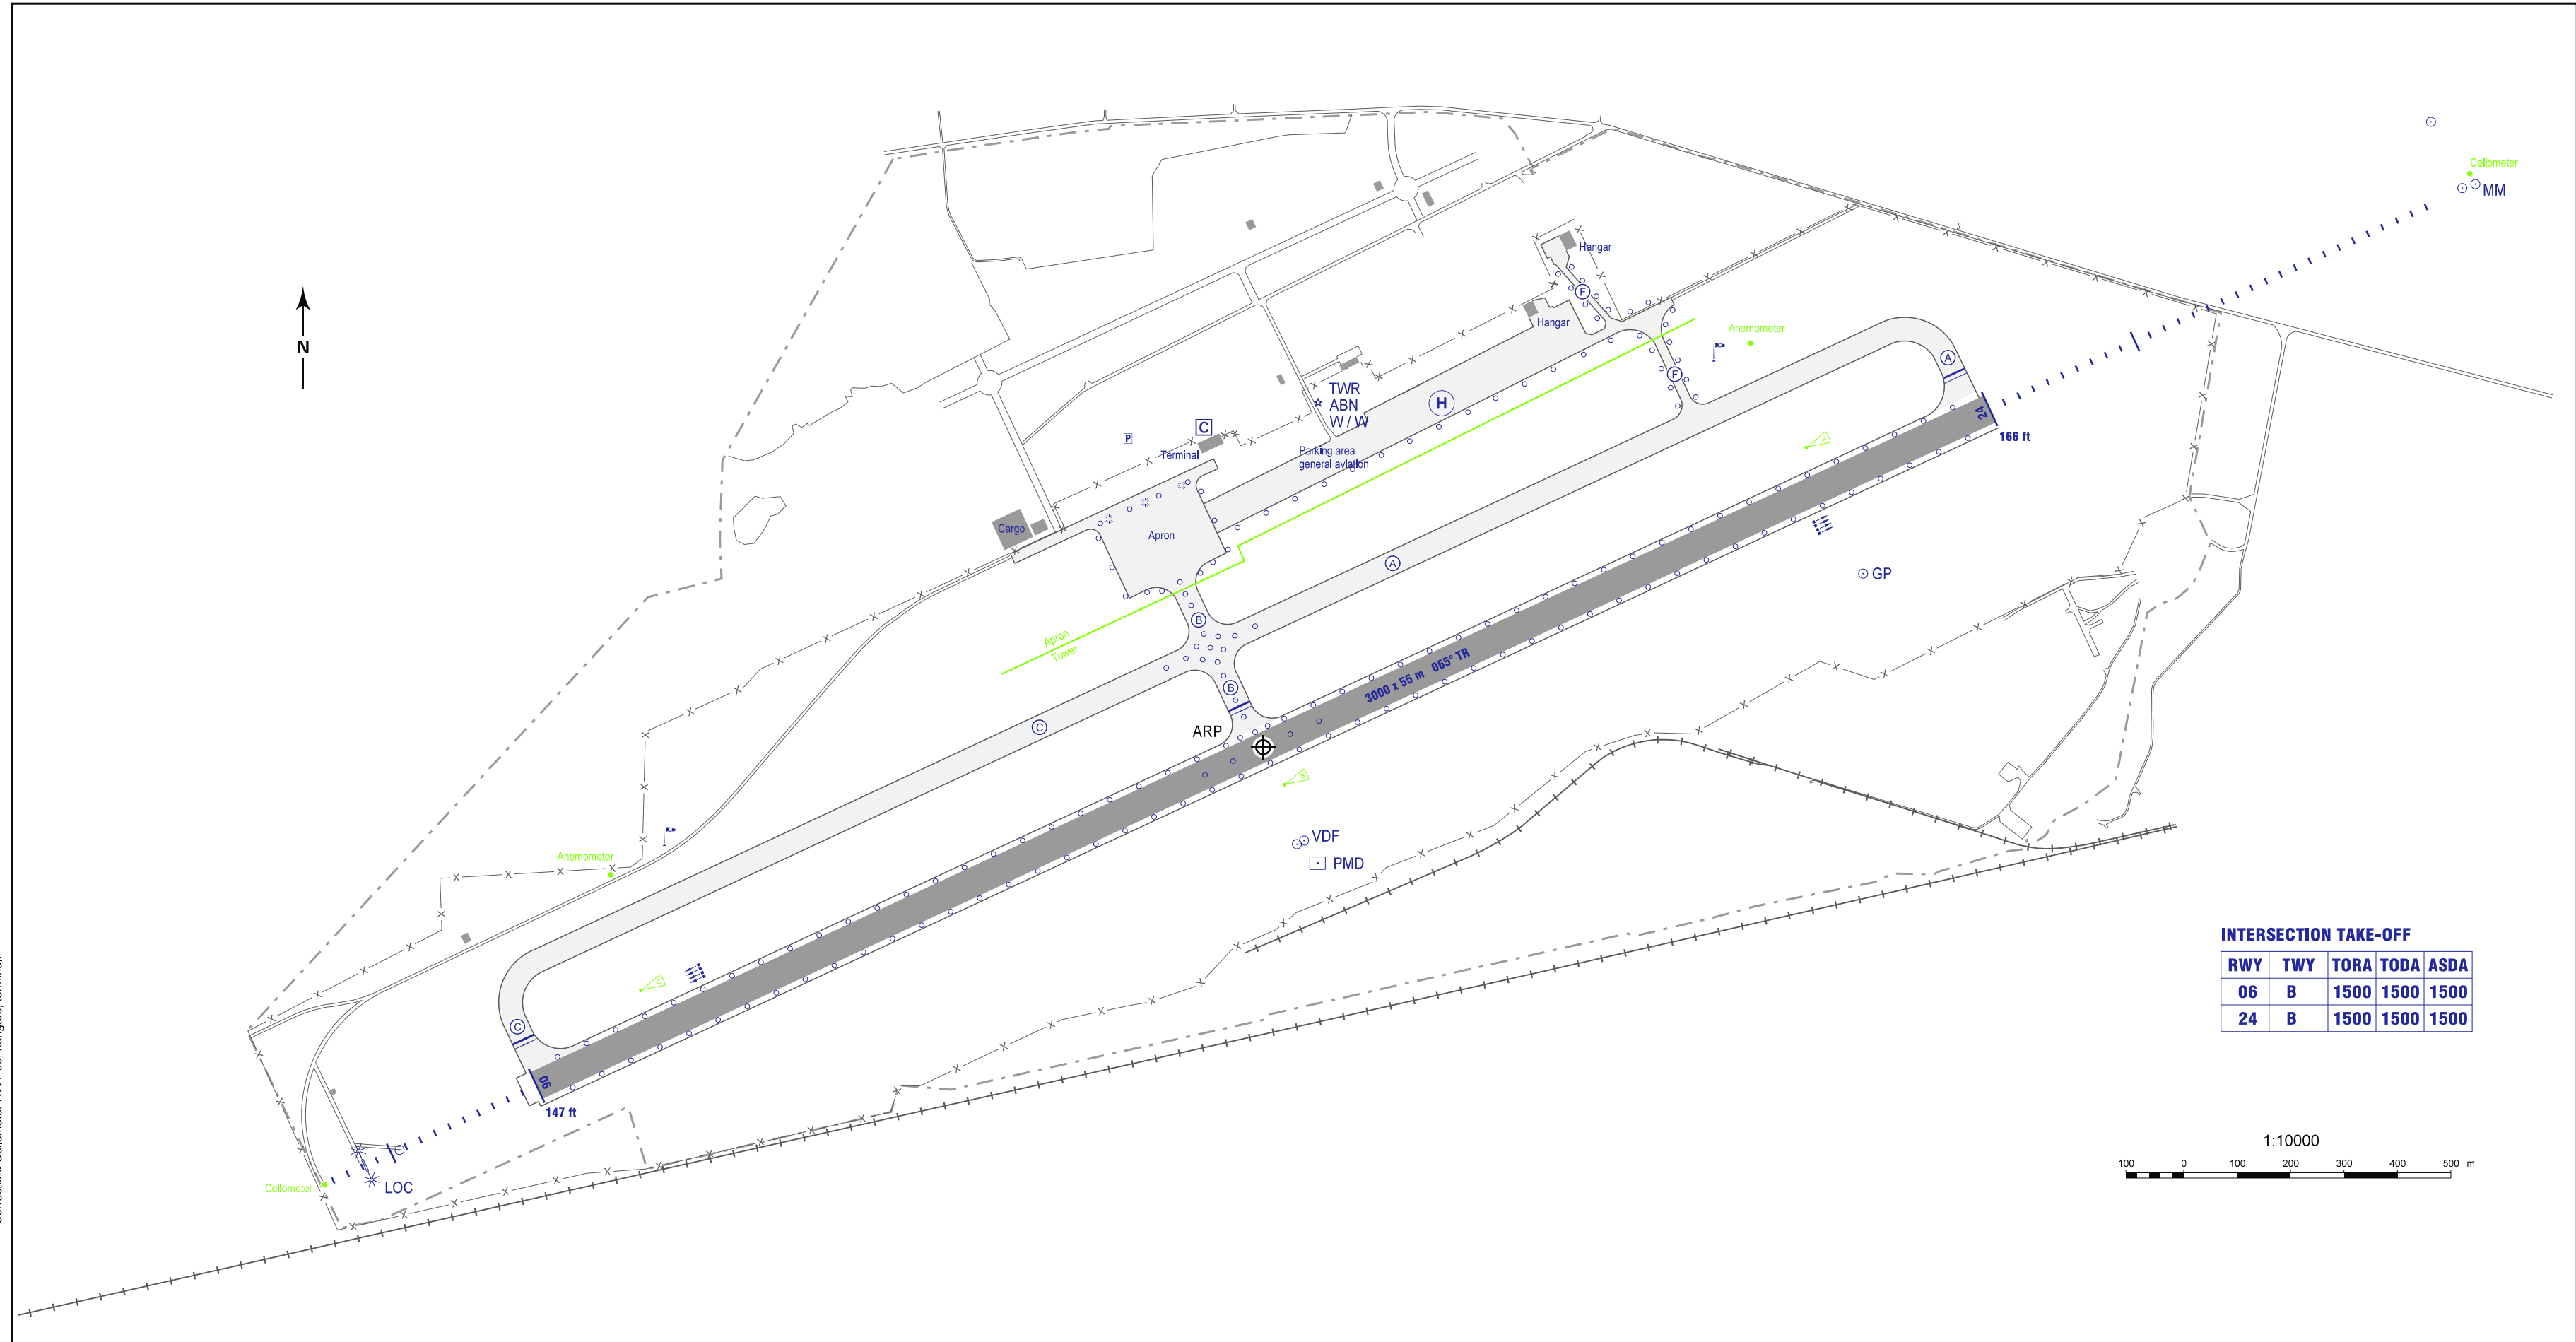 Ceilometer
MM
Hangar
N
Hangar
Anemometer
F
A
F
TWR
ABN
W / W
H
C
P
24
166 ft
Terminal
Parking area
general aviation
A
Cargo
Apron
A
GP
B
Apron
Tower
3000 x 55 m 065° TR
B
C
ARP
B
VDF
PMD
Anemometer
INTERSECTION TAKE-OFF
RWY TWY TORA TODA ASDA
06 B 1500 1500 1500
24 B 1500 1500 1500
C
C
06
147 ft
1:10000
100 0 100 200 300 400 500 m
Ceilometer
LOC